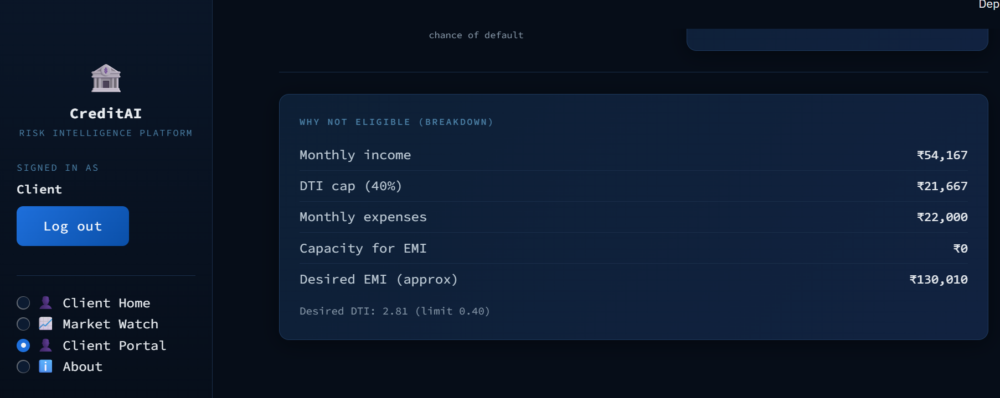 Dep
chance of default
CreditAI
RISK INTELLIGENCE PLATFORM
SIGNED IN AS
Client
Log out
Client Home
Market Watch
Client Portal
About
WHY NOT ELIGIBLE (BREAKDOWN)
Monthly income ₹54,167
DTI cap (40%) ₹21,667
Monthly expenses ₹22,000
Capacity for EMI ₹0
Desired EMI (approx) ₹130,010
Desired DTI: 2.81 (limit 0.40)